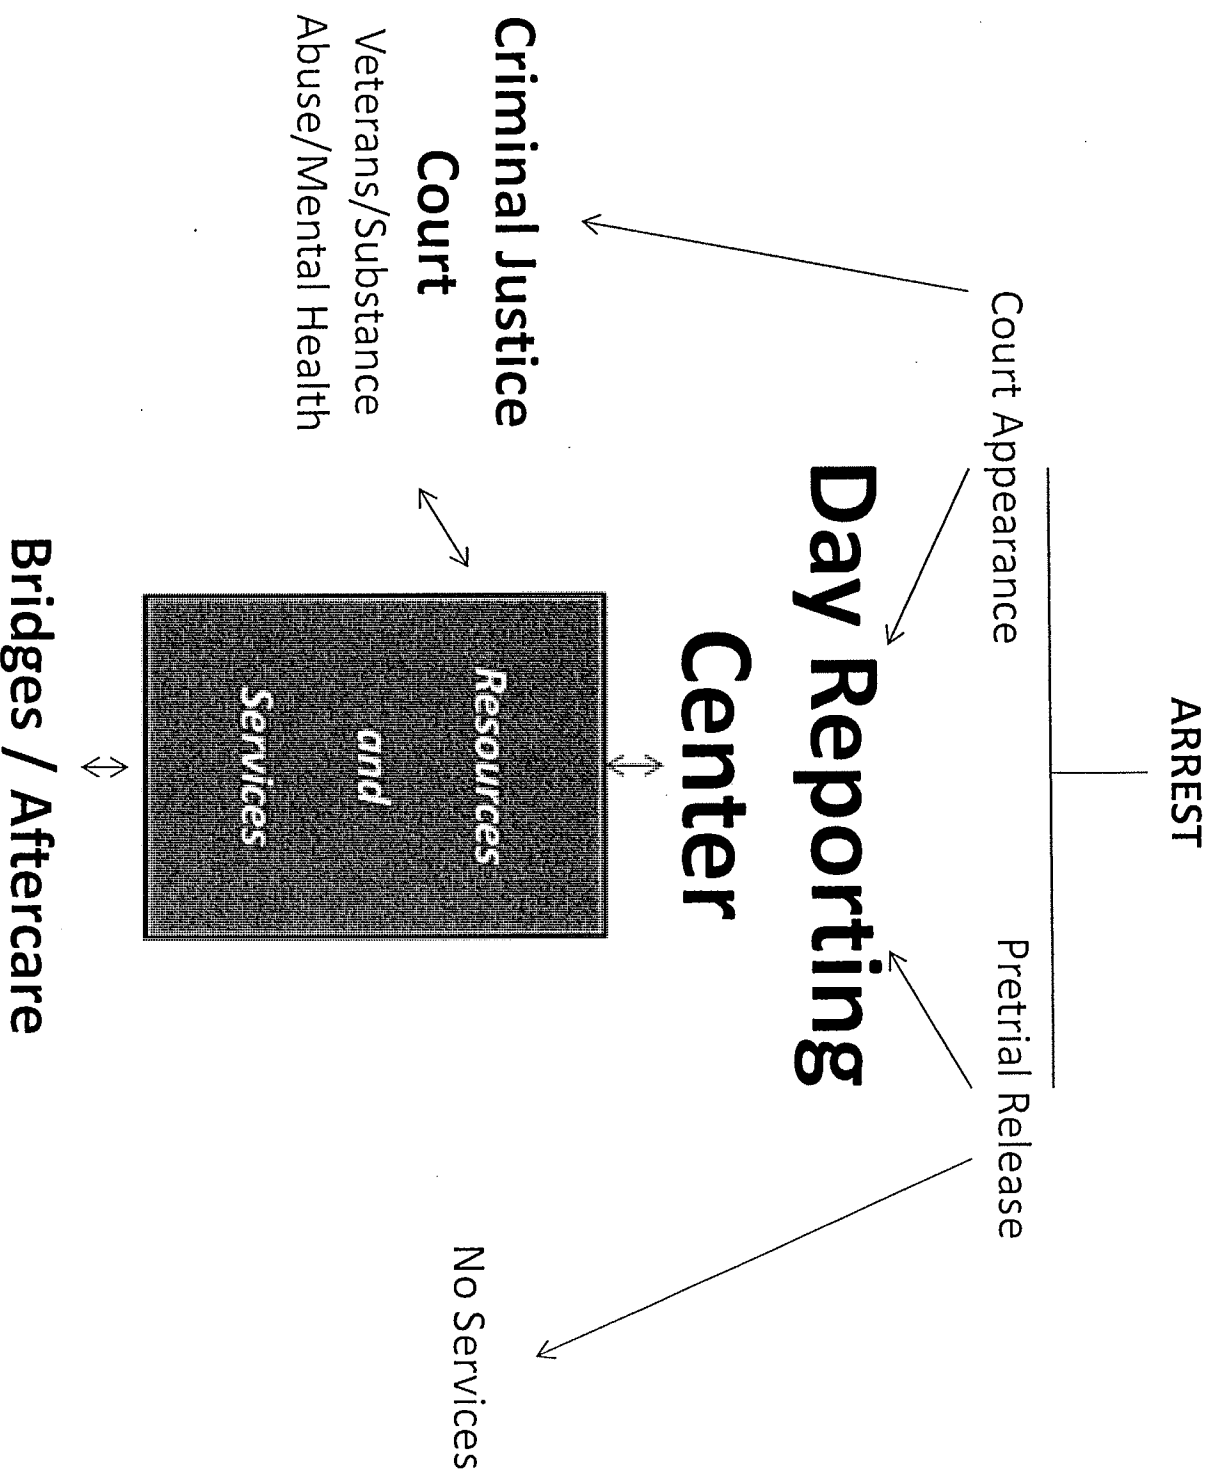 ARREST
Court Appearance
Pretrial Release
Day Reporting
Center
Criminal Justice
Court
Veterans/Substance
Abuse/Mental Health
Resources
and
Services
No Services
Bridges / Aftercare